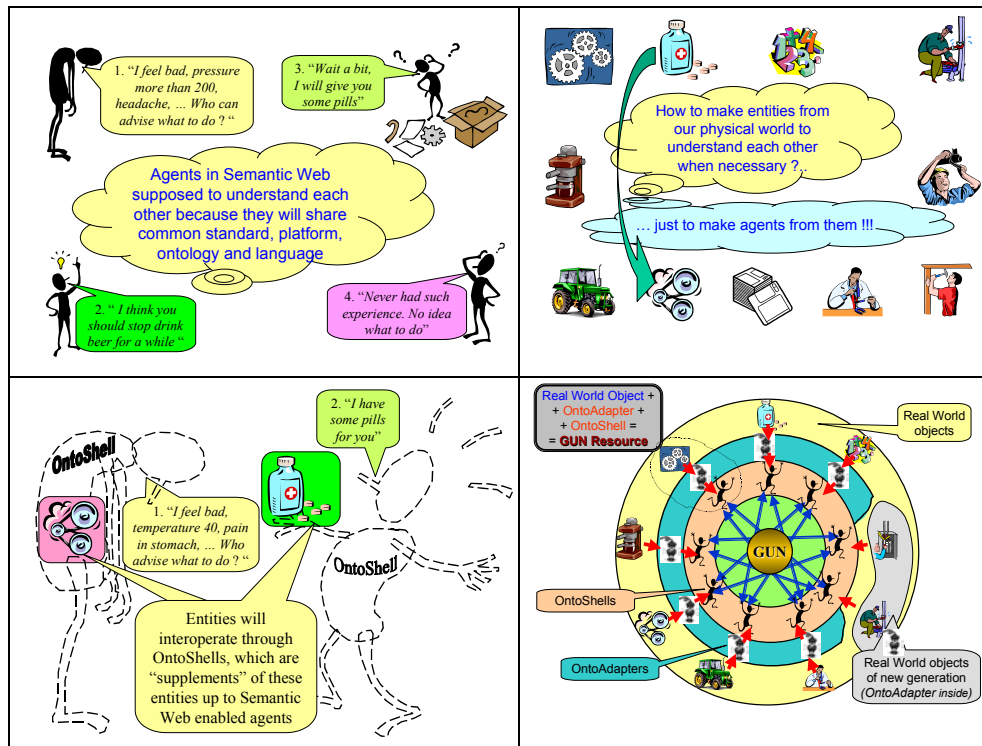 1. “I feel bad, pressure
more than 200,
headache, … Who can
advise what to do ? “
3. “Wait a bit,
I will give you
some pills”
Agents in Semantic Web
supposed to understand each
other because they will share
common standard, platform,
ontology and language
2. “ I think you
should stop drink
beer for a while “
4. “Never had such
experience. No idea
what to do”
How to make entities from
our physical world to
understand each other
when necessary ?..
… just to make agents from them !!!
OntoShell
1. “I feel bad,
temperature 40, pain
in stomach, … Who
advise what to do ? “
2. “I have
some pills
for you”
OntoShell
Entities will
interoperate through
OntoShells, which are
“supplements” of these
entities up to Semantic
Web enabled agents
Real World Object +
+ OntoAdapter +
+ OntoShell =
= GUN Resource
Real World
objects
GUN
OntoShells
OntoAdapters
Real World objects
of new generation
(OntoAdapter inside)